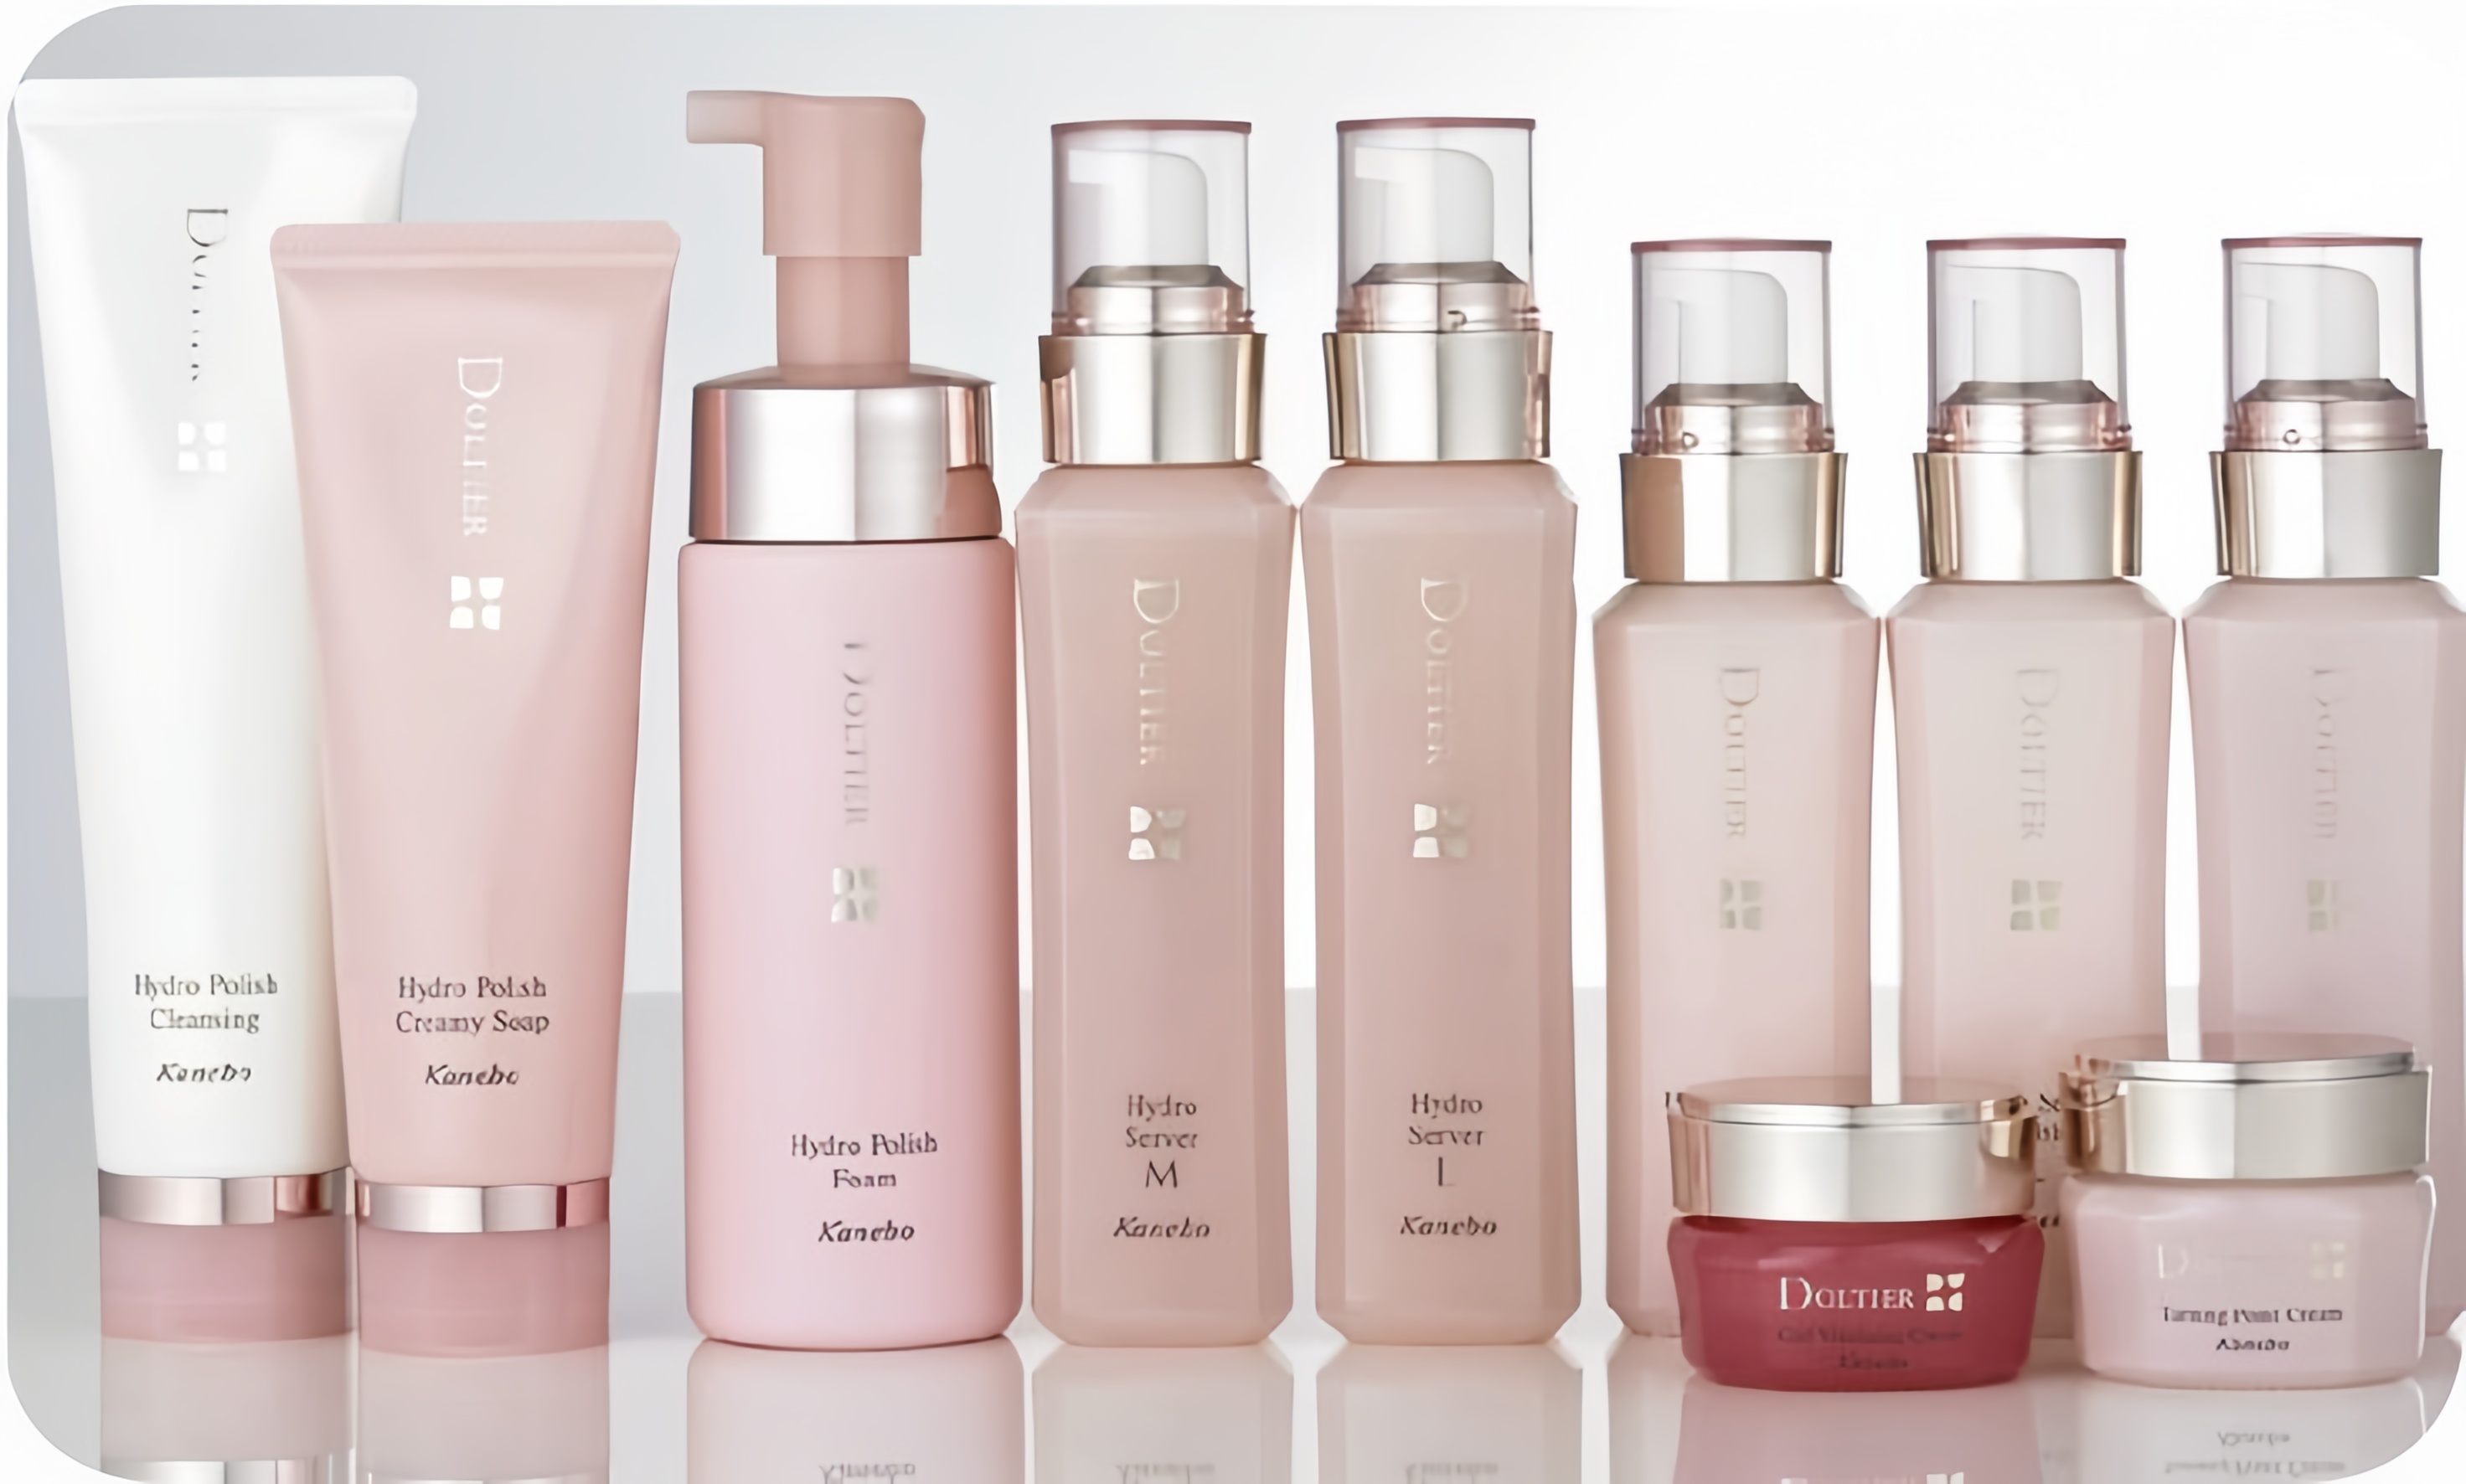 DOLTIER
Hydro Polish
Cleansing
Kanebo
DOLTIER
Hydro Polish
Creamy Soap
Kanebo
DOLTIER
Hydro Polish
Foam
Kanebo
DOLTIER
Hydro
Server
M
Kanebo
DOLTIER
Hydro
Server
L
Kanebo
DOLTIER
DOLTIER
DOLTIER
DOLTIER
Turning Point Cream
Kanebo